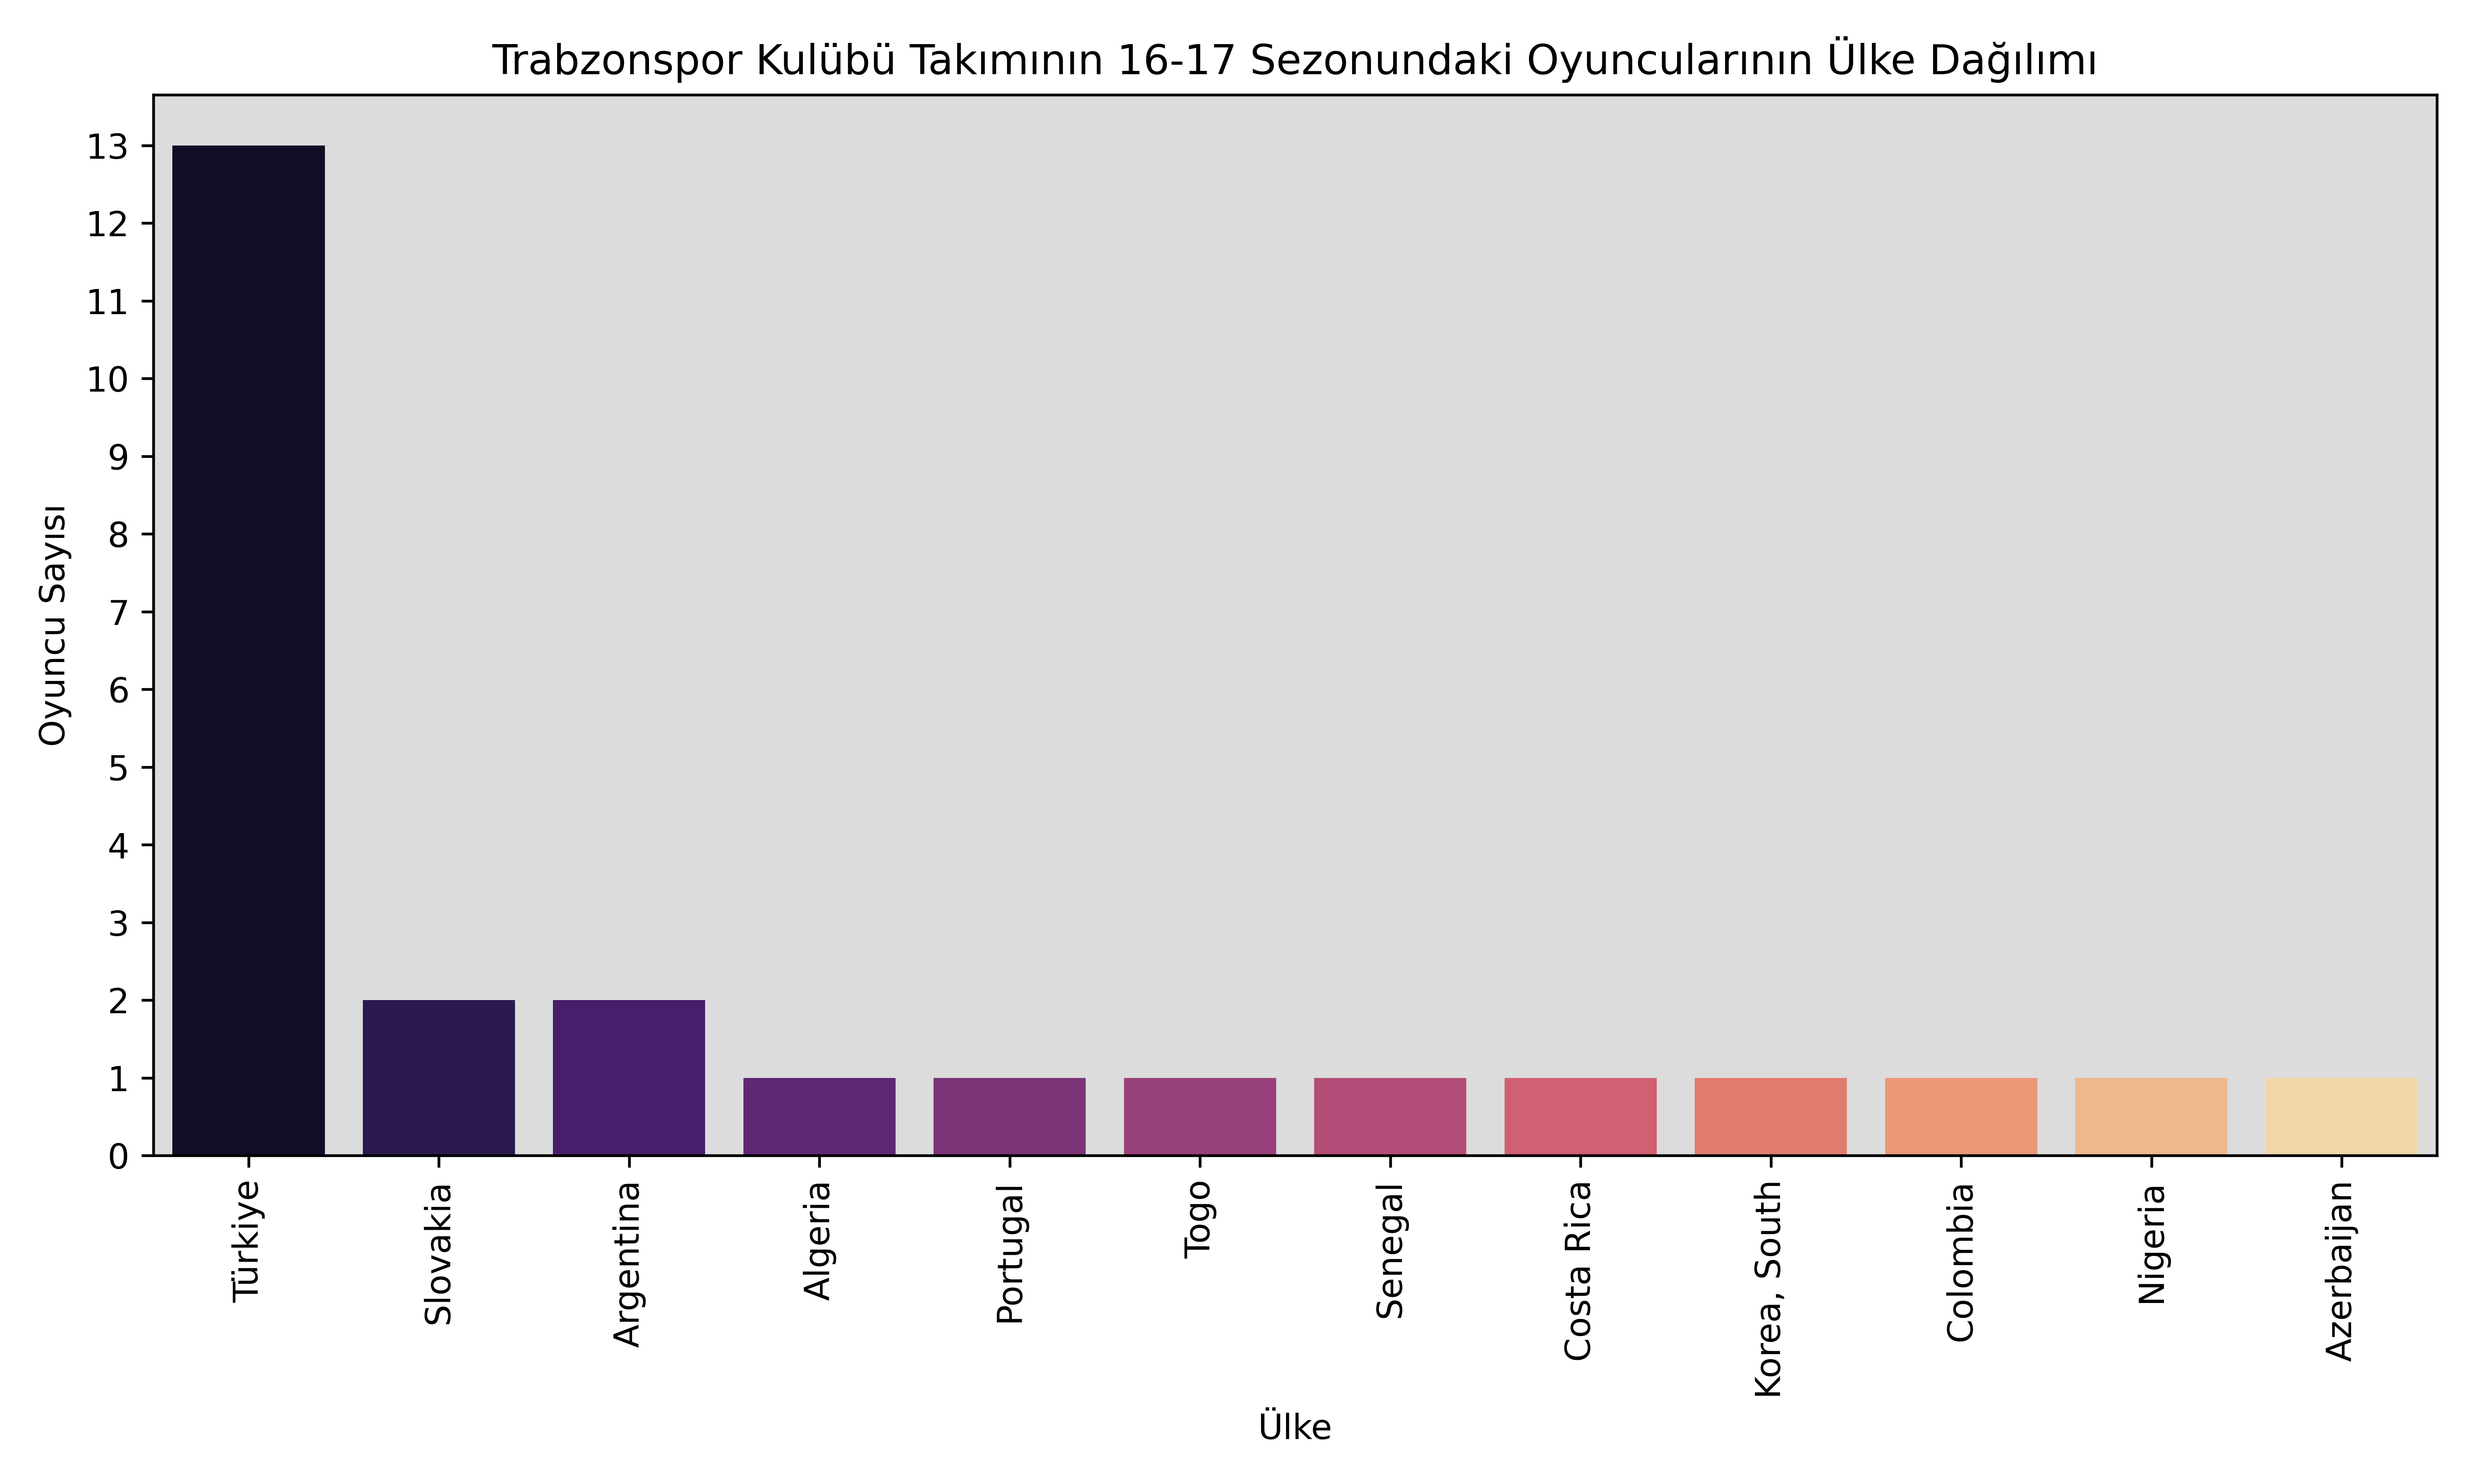 Trabzonspor Kulübü Takımının 16-17 Sezonundaki Oyuncularının Ülke Dağılımı
Oyuncu Sayısı
13
12
11
10
9
8
7
6
5
4
3
2
1
0
Türkiye
Slovakia
Argentina
Algeria
Portugal
Togo
Senegal
Costa Rica
Korea, South
Colombia
Nigeria
Azerbaijan
Ülke